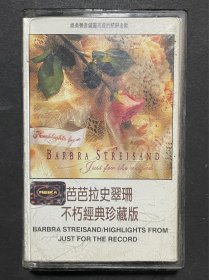 Highlights from
BARBRA STREISAND
Just for the record
芭芭拉史翠珊
不朽經典珍藏版
BARBRA STREISAND/HIGHLIGHTS FROM
JUST FOR THE RECORD